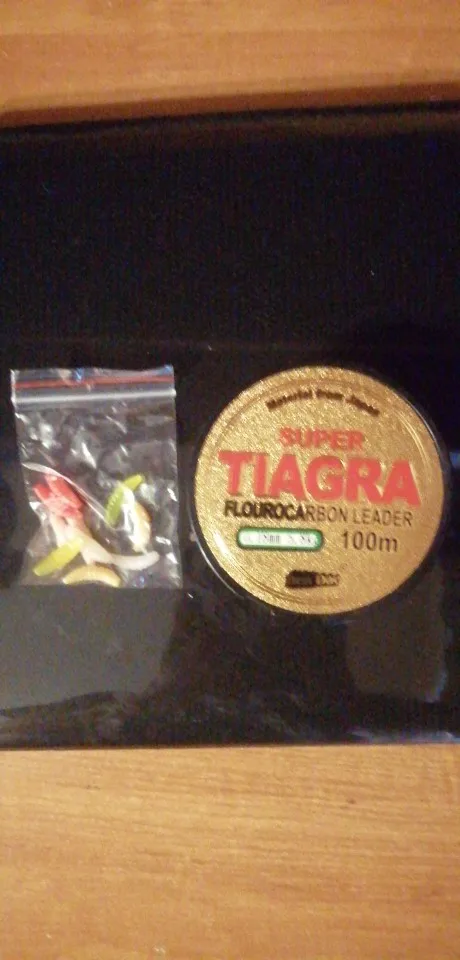 Material from Japan
SUPER
TIAGRA
FLOUROCARBON LEADER
100m